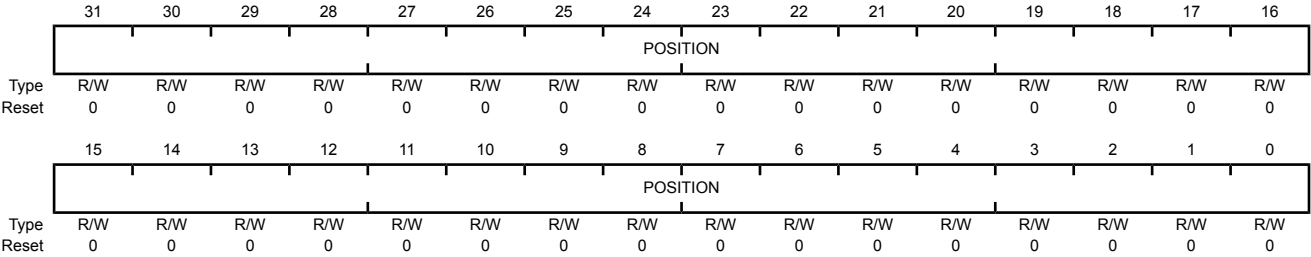 31 30 29 28 27 26 25 24 23 22 21 20 19 18 17 16
POSITION
Type R/W R/W R/W R/W R/W R/W R/W R/W R/W R/W R/W R/W R/W R/W R/W R/W
Reset 0 0 0 0 0 0 0 0 0 0 0 0 0 0 0 0
15 14 13 12 11 10 9 8 7 6 5 4 3 2 1 0
POSITION
Type R/W R/W R/W R/W R/W R/W R/W R/W R/W R/W R/W R/W R/W R/W R/W R/W
Reset 0 0 0 0 0 0 0 0 0 0 0 0 0 0 0 0